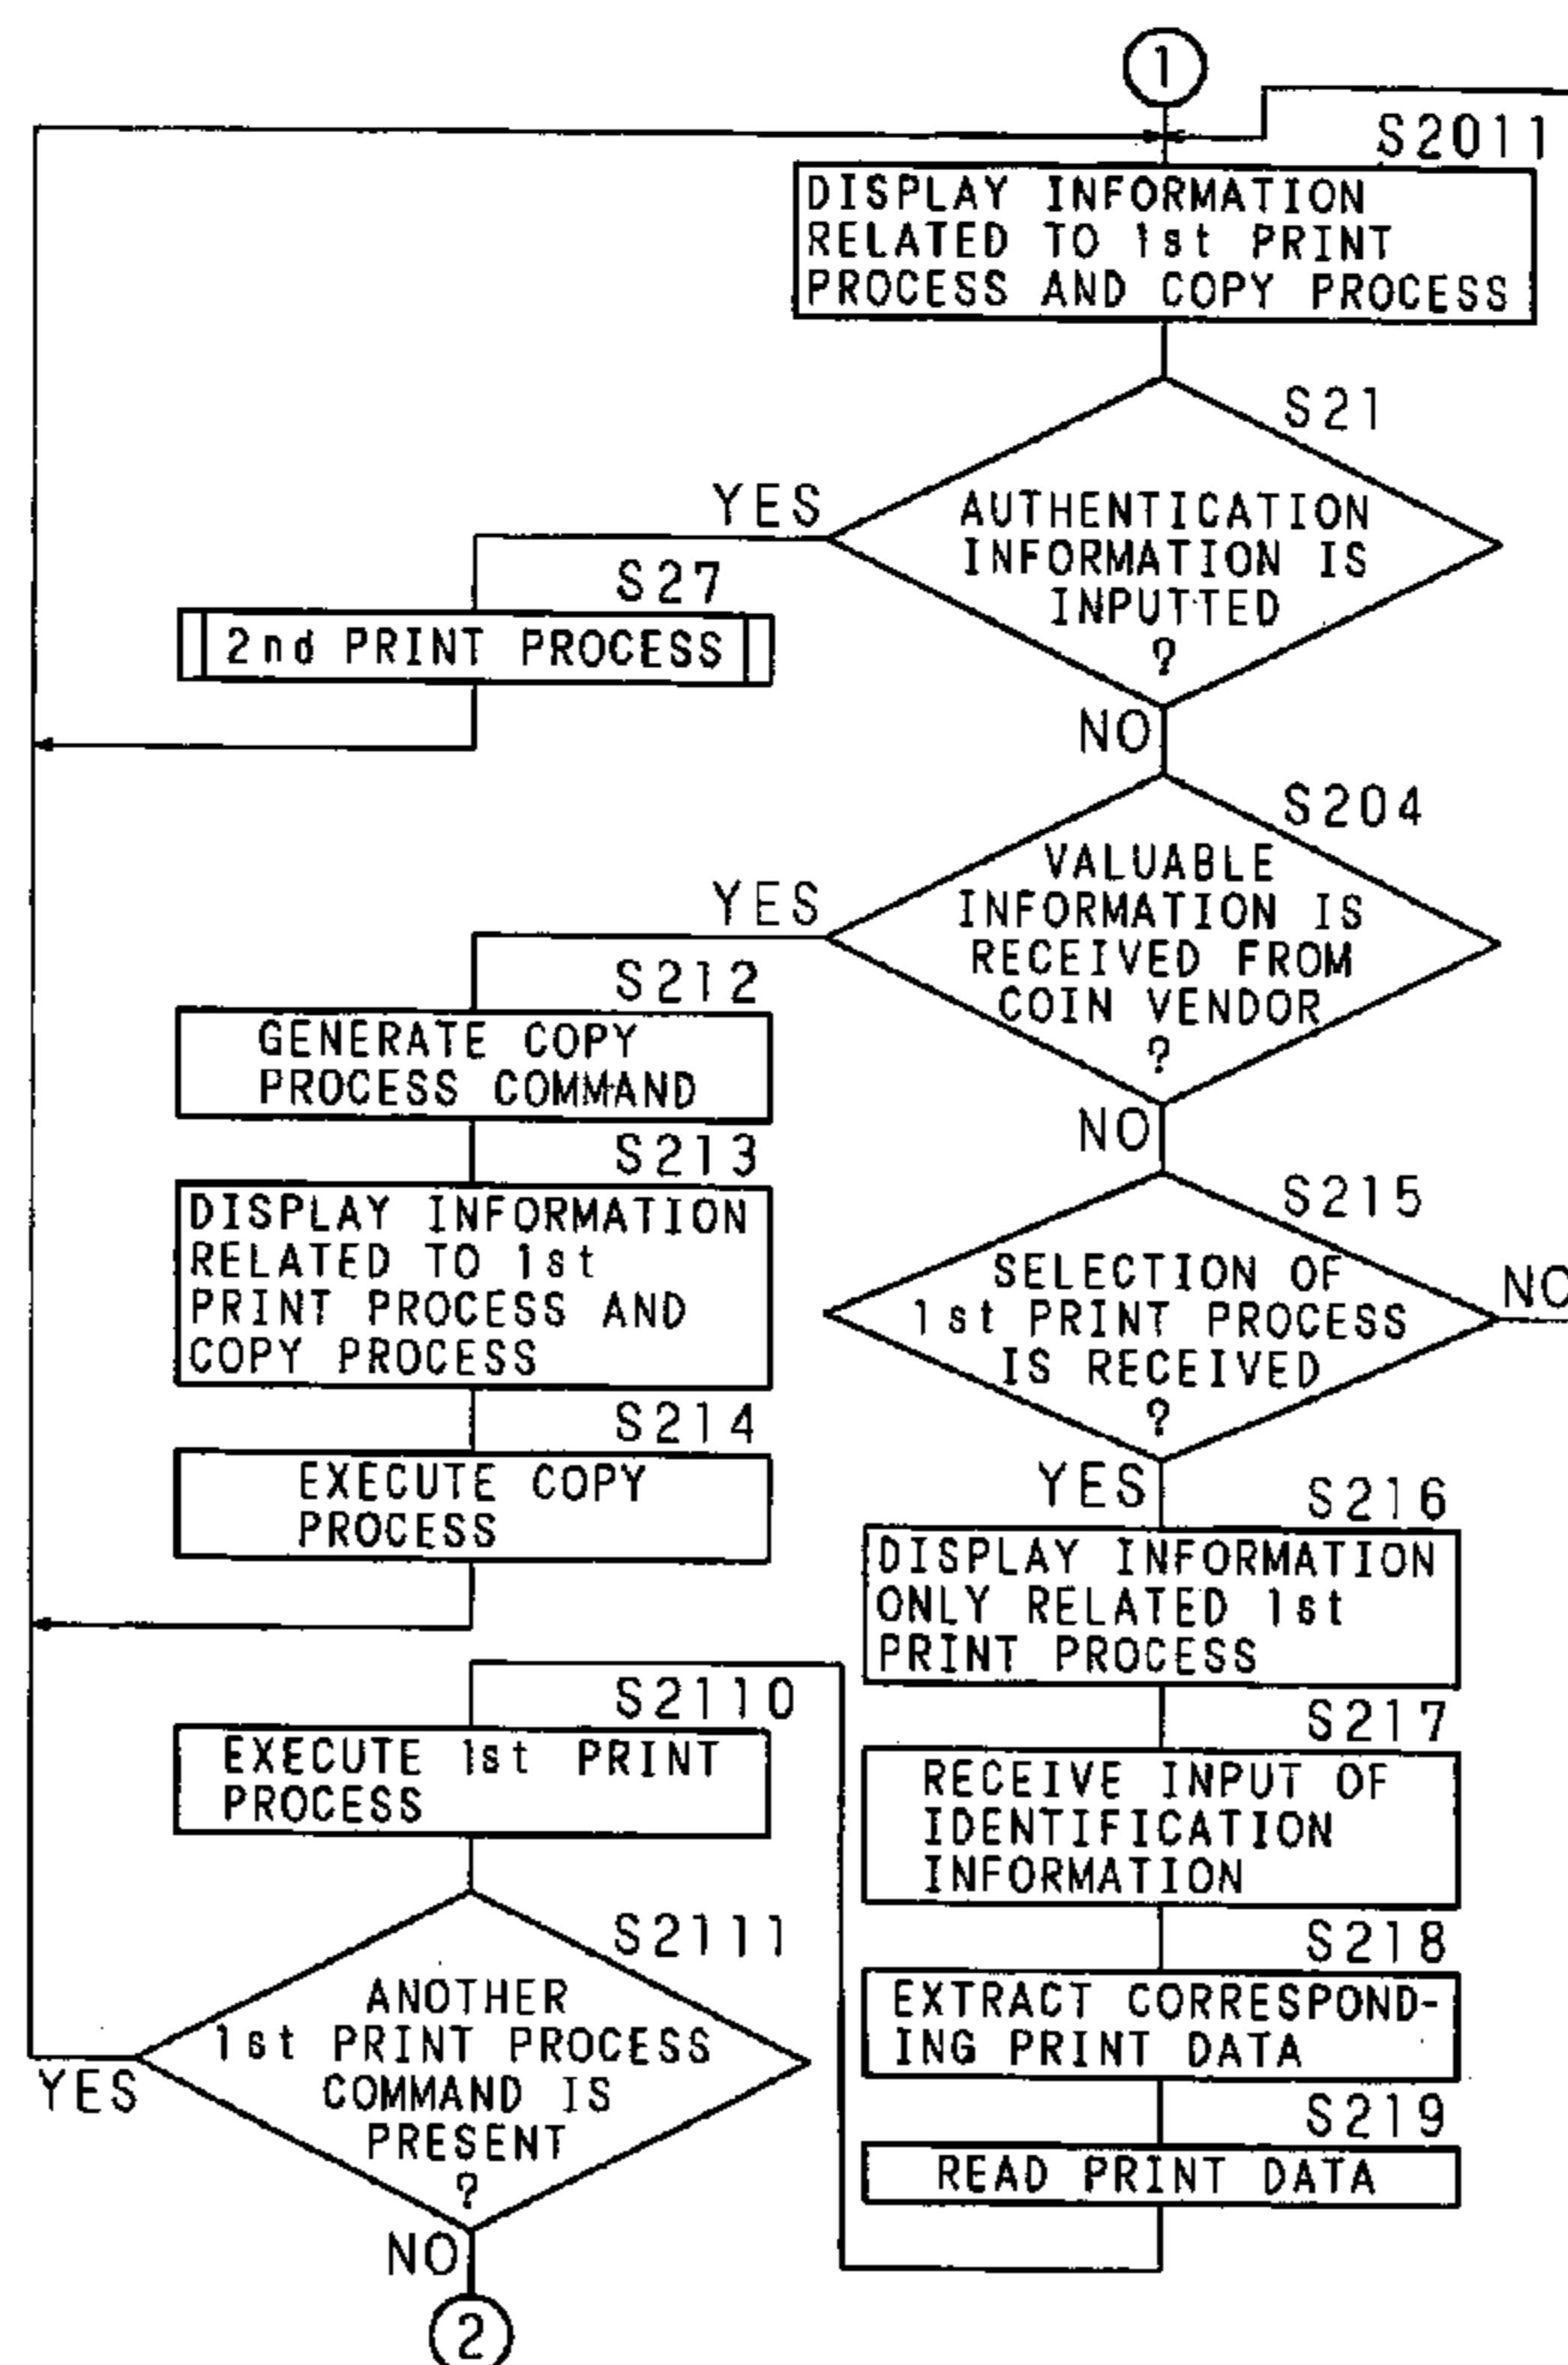 1
S2011
DISPLAY INFORMATION
RELATED TO 1st PRINT
PROCESS AND COPY PROCESS
S21
YES
AUTHENTICATION
INFORMATION IS
INPUTTED
?
S27
2nd PRINT PROCESS
NO
S204
YES
VALUABLE
INFORMATION IS
RECEIVED FROM
COIN VENDOR
?
S212
GENERATE COPY
PROCESS COMMAND
NO
S213
DISPLAY INFORMATION
RELATED TO 1st
PRINT PROCESS AND
COPY PROCESS
S215
SELECTION OF
1st PRINT PROCESS
IS RECEIVED
?
NO
S214
EXECUTE COPY
PROCESS
YES
S216
DISPLAY INFORMATION
ONLY RELATED 1st
PRINT PROCESS
S217
RECEIVE INPUT OF
IDENTIFICATION
INFORMATION
S218
EXTRACT CORRESPOND-
ING PRINT DATA
S219
READ PRINT DATA
S2110
EXECUTE 1st PRINT
PROCESS
S2111
ANOTHER
1st PRINT PROCESS
COMMAND IS
PRESENT
?
YES
NO
2